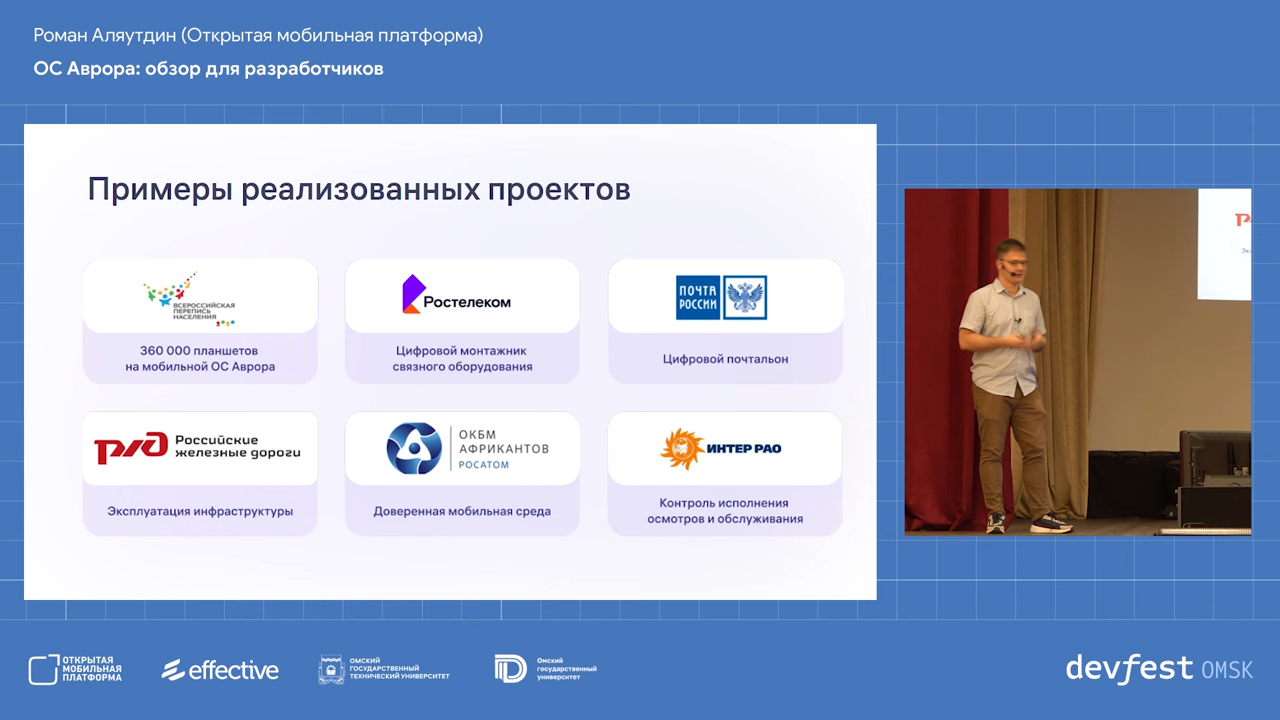 Роман Аляутдин (Открытая мобильная платформа)
ОС Аврора: обзор для разработчиков
Примеры реализованных проектов
ВСЕРОССИЙСКАЯ
ПЕРЕПИСЬ
НАСЕЛЕНИЯ
360 000 планшетов
на мобильной ОС Аврора
Ростелеком
Цифровой монтажник
связного оборудования
ПОЧТА
РОССИИ
Цифровой почтальон
РЖД
Российские
железные дороги
Эксплуатация инфраструктуры
ОКБМ
АФРИКАНТОВ
РОСАТОМ
Доверенная мобильная среда
ИНТЕР РАО
Контроль исполнения
осмотров и обслуживания
ОТКРЫТАЯ
МОБИЛЬНАЯ
ПЛАТФОРМА
effective
ОМСКИЙ
ГОСУДАРСТВЕННЫЙ
ТЕХНИЧЕСКИЙ УНИВЕРСИТЕТ
Омский
государственный
университет
devfest OMSK